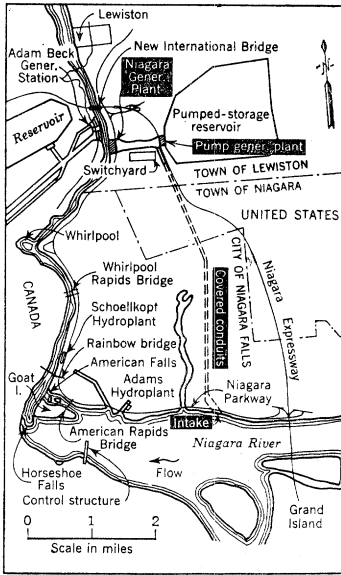 Lewiston
Adam Beck
Gener.
Station
New International Bridge
Niagara
Gener.
Plant
Reservoir
Pumped-storage
reservoir
Pump gener. plant
Switchyard
TOWN OF LEWISTON
TOWN OF NIAGARA
UNITED STATES
Whirlpool
CANADA
Whirlpool
Rapids Bridge
Schoellkopf
Hydroplant
Covered conduits
CITY OF NIAGARA FALLS
Niagara
Expressway
Rainbow bridge
American Falls
Goat
I.
Adams
Hydroplant
Niagara
Parkway
Intake
American Rapids
Bridge
Niagara River
Horseshoe
Falls
Flow
Control structure
Grand
Island
0 1 2
Scale in miles